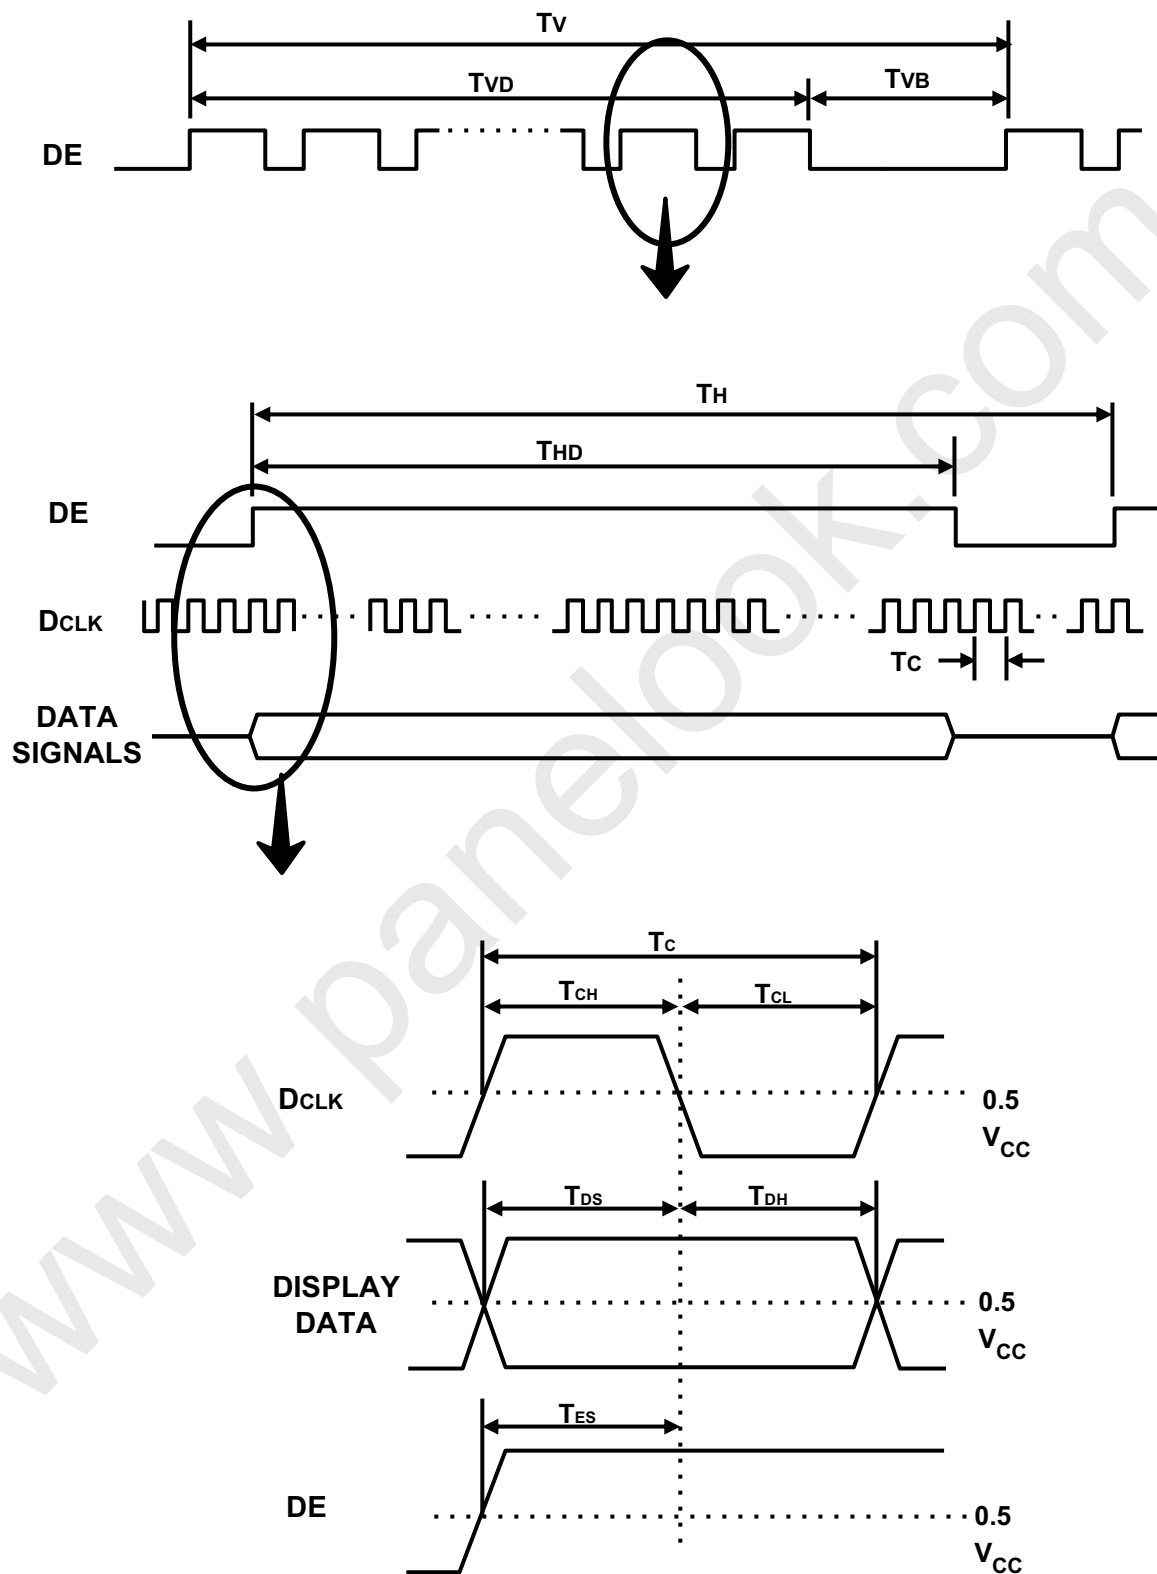 TV
TVD
TVB
DE
TH
THD
DE
DCLK
TC
DATA
SIGNALS
TC
TCH
TCL
DCLK
0.5
VCC
TDS
TDH
DISPLAY
DATA
0.5
VCC
TES
DE
0.5
VCC
www.panelook.com